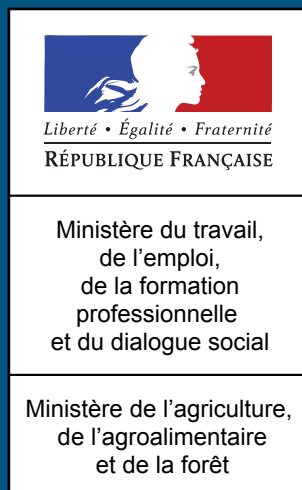 Liberté • Égalité • Fraternité
RÉPUBLIQUE FRANÇAISE
Ministère du travail,
de l’emploi,
de la formation
professionnelle
et du dialogue social
Ministère de l’agriculture,
de l’agroalimentaire
et de la forêt